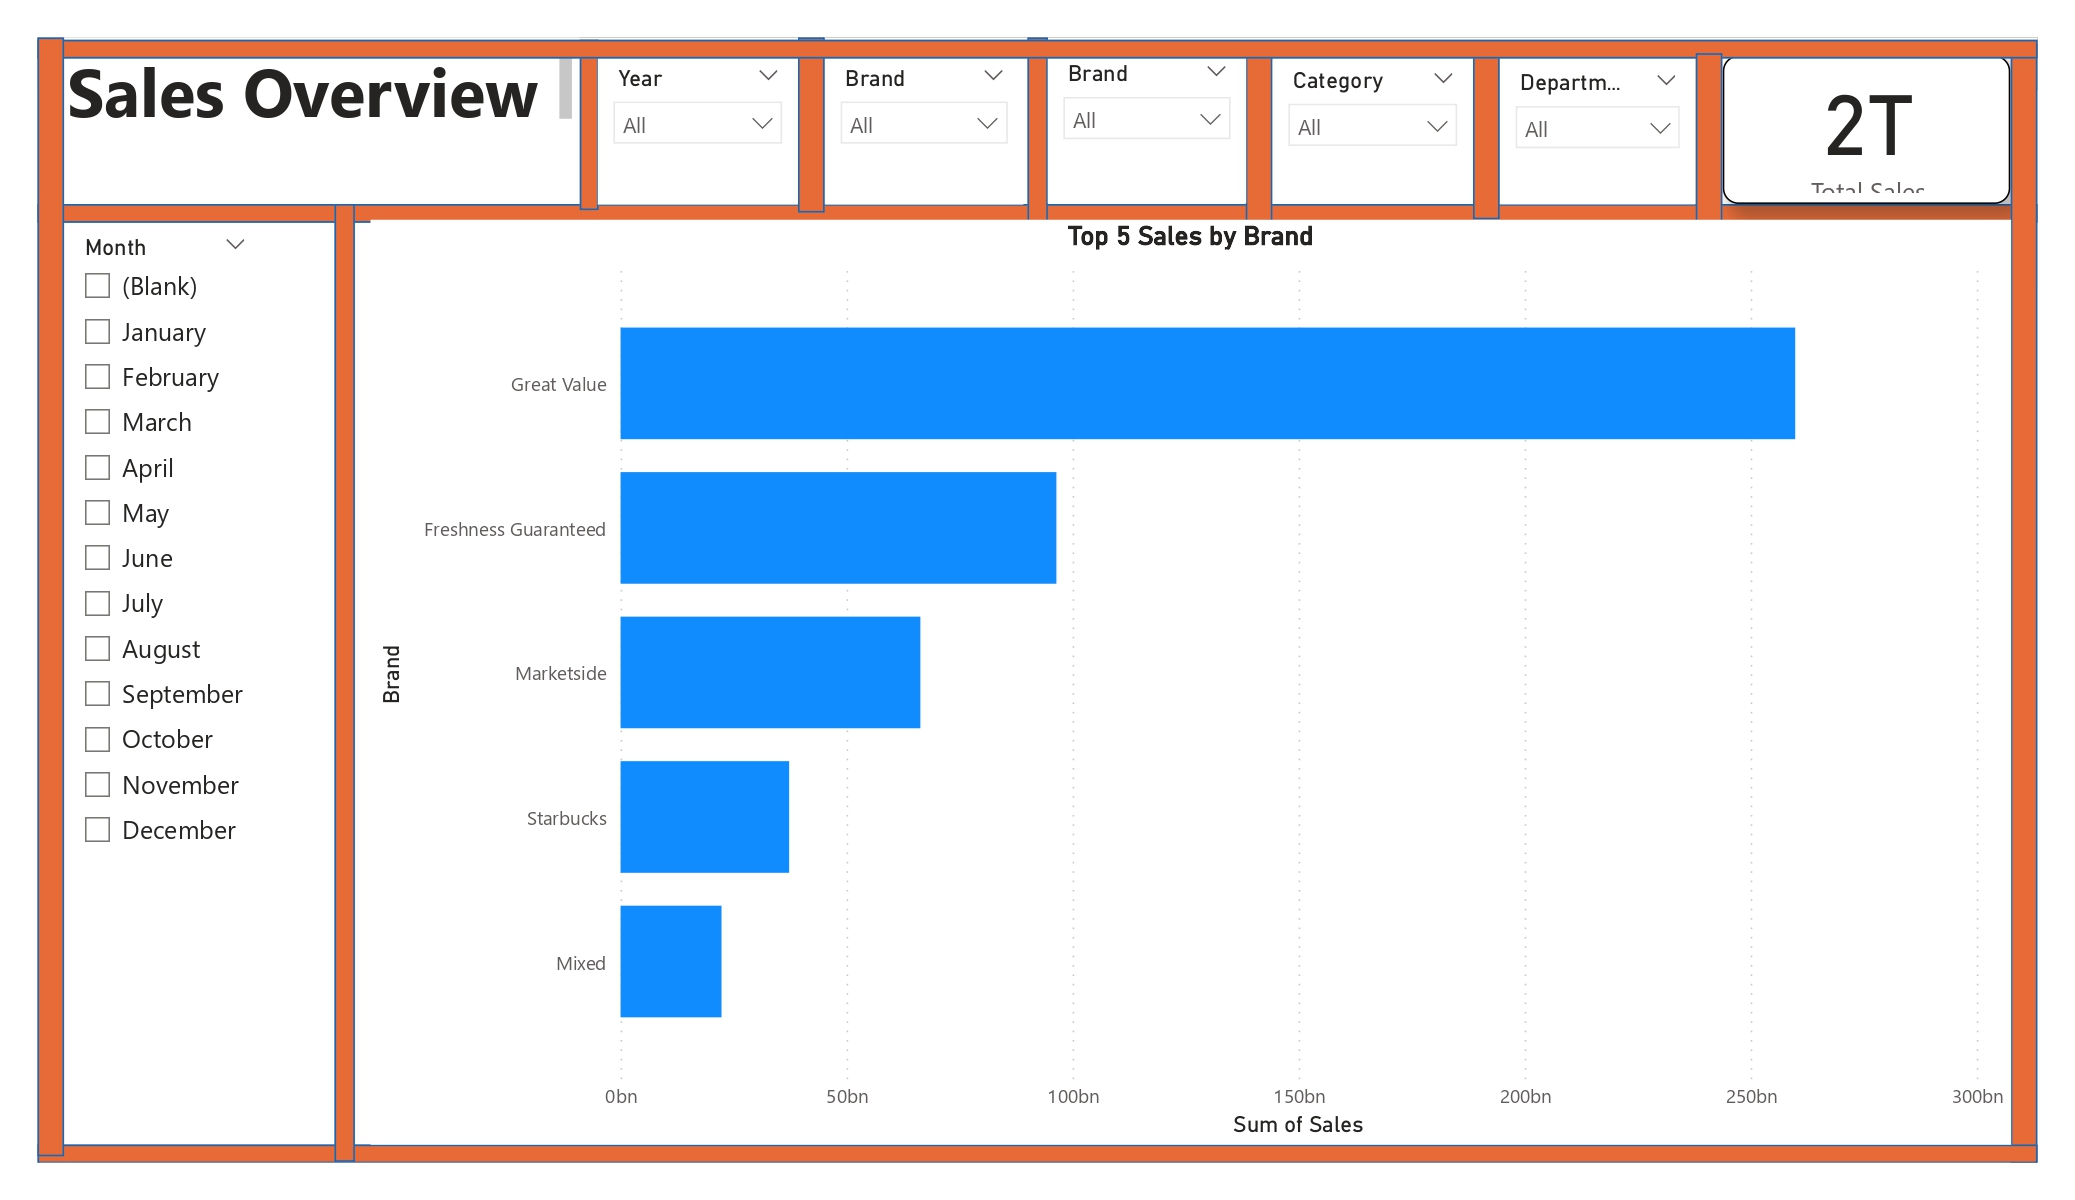 Sales Overview
Year
All
Brand
All
Brand
All
Category
All
Departm...
All
2T
Total Sales
Month
(Blank)
January
February
March
April
May
June
July
August
September
October
November
December
Top 5 Sales by Brand
Brand
Great Value
Freshness Guaranteed
Marketside
Starbucks
Mixed
0bn 50bn 100bn 150bn 200bn 250bn 300bn
Sum of Sales